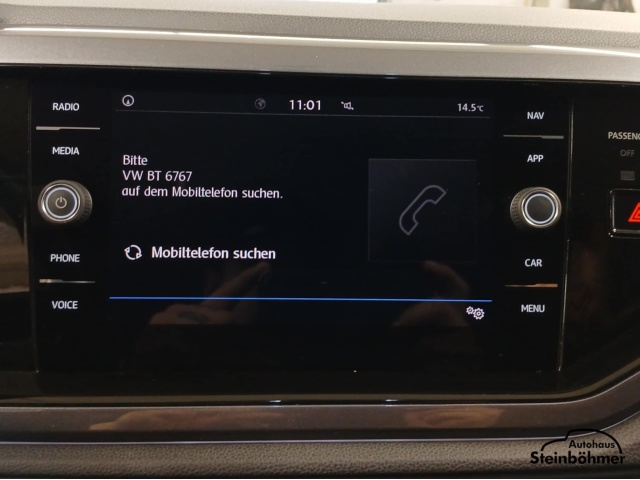 RADIO
MEDIA
PHONE
VOICE
11:01
14.5°C
Bitte
VW BT 6767
auf dem Mobiltelefon suchen.
Mobiltelefon suchen
NAV
APP
CAR
MENU
OFF
Autohaus
Steinböhmer